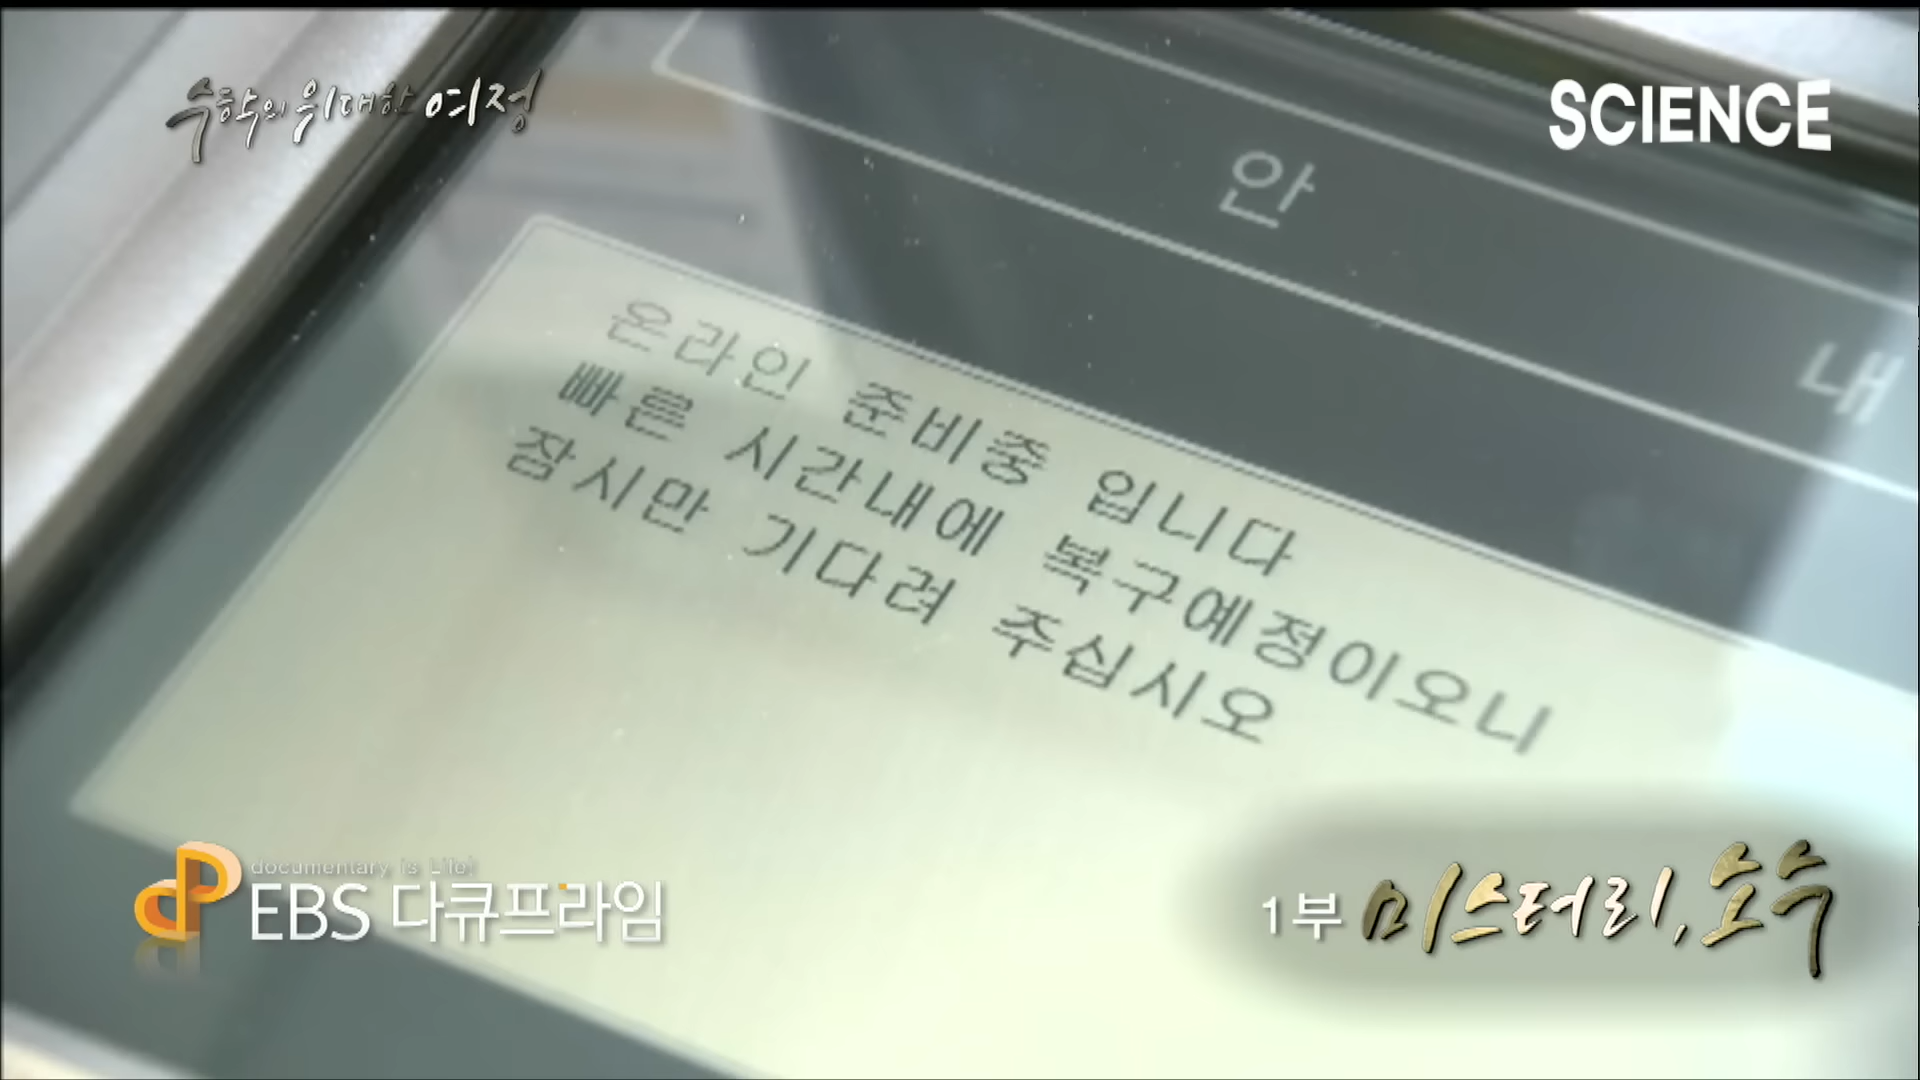 수학의 위대한 여정
SCIENCE
안 내
온라인 준비중 입니다
빠른 시간내에 복구예정이오니
잠시만 기다려 주십시오
documentary is Life!
EBS 다큐프라임
1부 미스터리, 소수